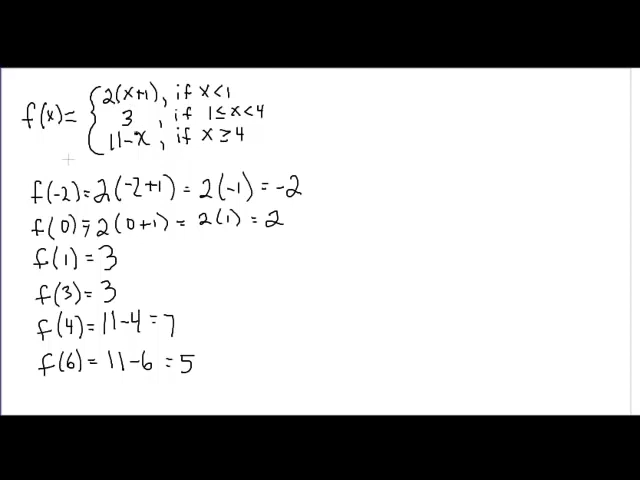 2(x+1), if x<1
f(x)= { 3, if 1≤x<4
11-x, if x≥4
f(-2)=2(-2+1)=2(-1)=-2
f(0)=2(0+1)=2(1)=2
f(1)=3
f(3)=3
f(4)=11-4=7
f(6)=11-6=5